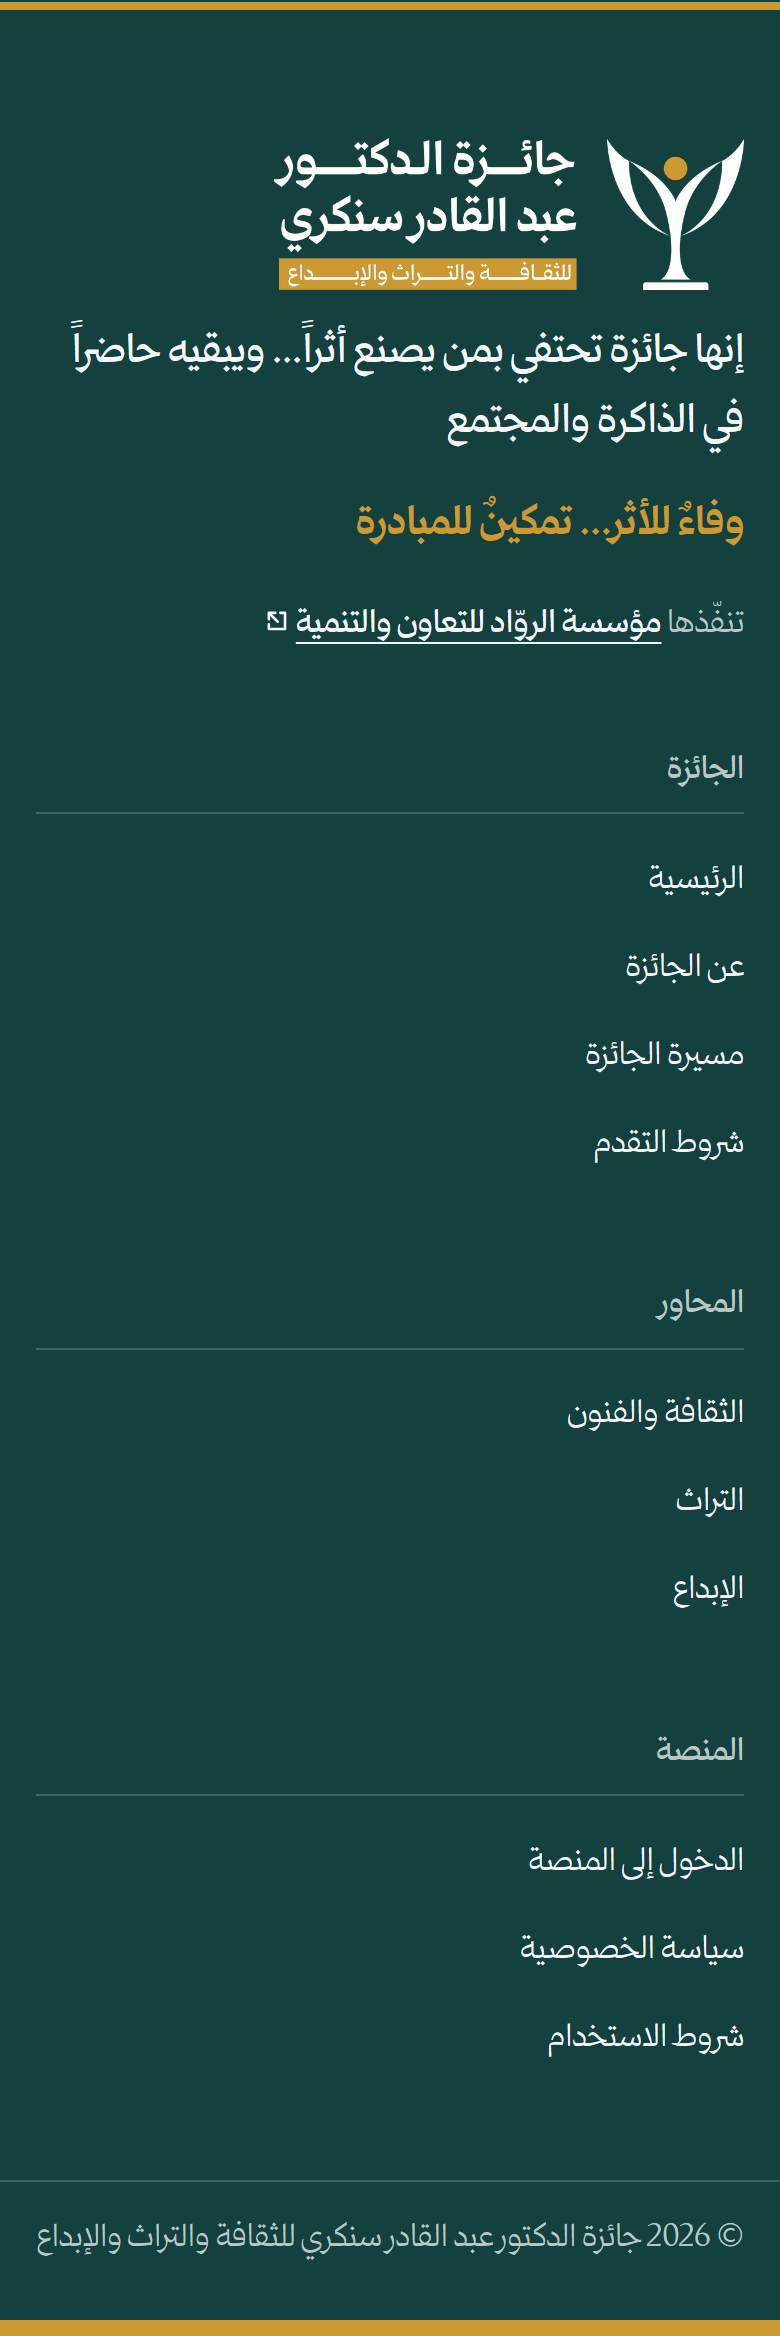 جائزة الدكتور
عبد القادر سنكري
للثقافة والتراث والإبداع
إنها جائزة تحتفي بمن يصنع أثراً... ويبقيه حاضراً
في الذاكرة والمجتمع
وفاءٌ للأثر... تمكينٌ للمبادرة
تنفّذها مؤسسة الروّاد للتعاون والتنمية
الجائزة
الرئيسية
عن الجائزة
مسيرة الجائزة
شروط التقدم
المحاور
الثقافة والفنون
التراث
الإبداع
المنصة
الدخول إلى المنصة
سياسة الخصوصية
شروط الاستخدام
© 2026 جائزة الدكتور عبد القادر سنكري للثقافة والتراث والإبداع